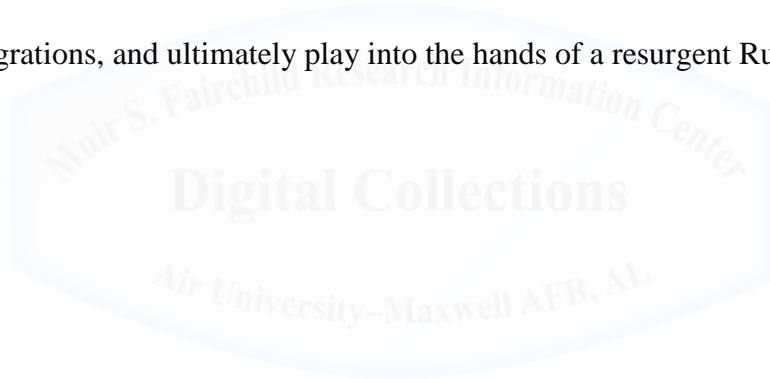 grations, and ultimately play into the hands of a resurgent Ru
Muir S. Fairchild Research Information Center
Digital Collections
Air University–Maxwell AFB, AL